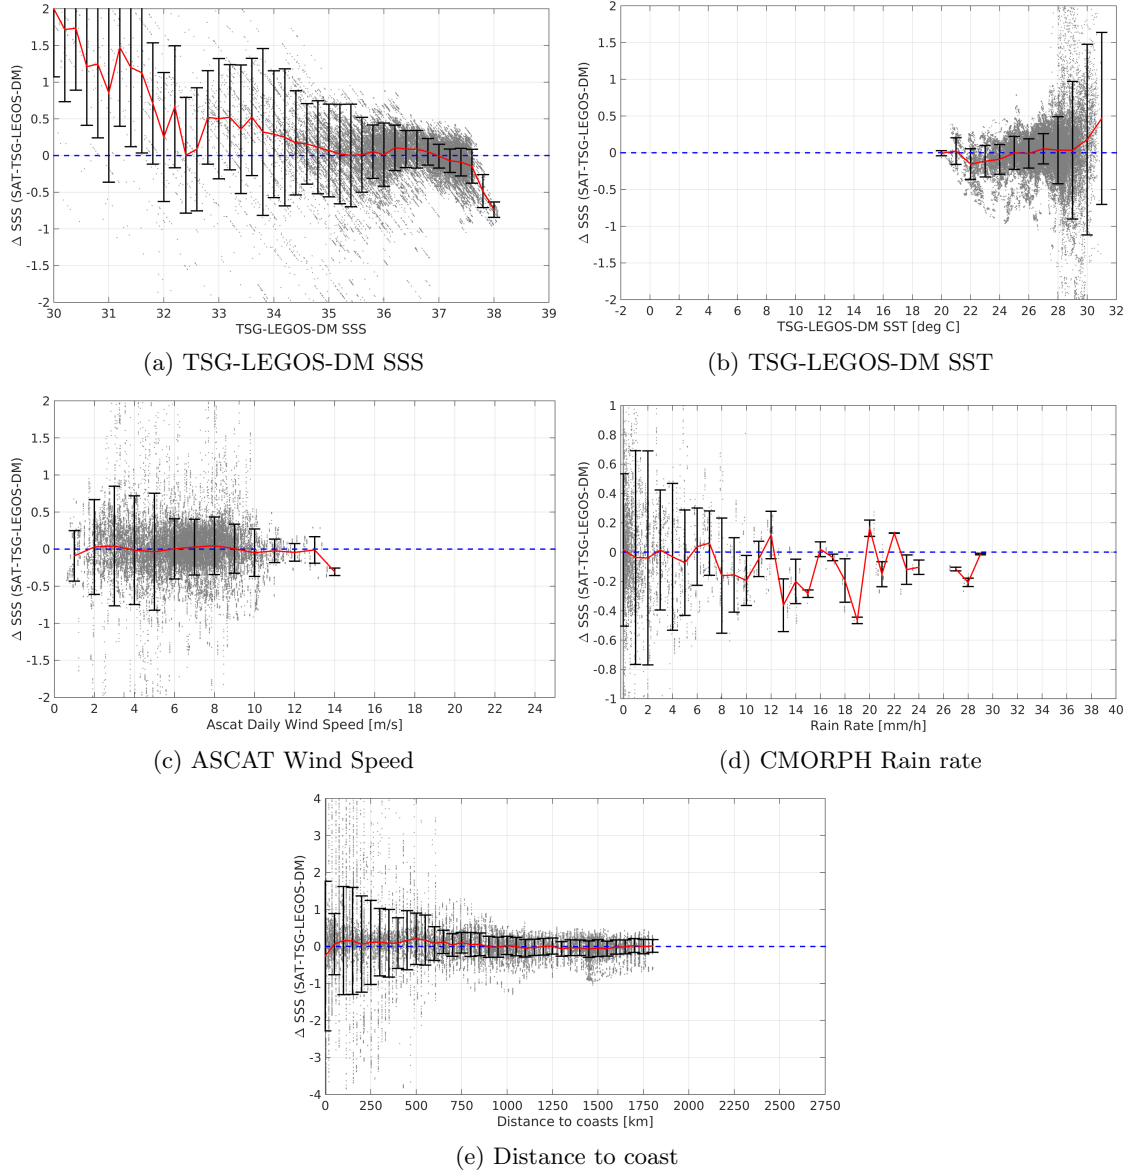 2
1.5
1
0.5
0
-0.5
-1
-1.5
-2
Δ SSS (SAT-TSG-LEGOS-DM)
30 31 32 33 34 35 36 37 38 39
TSG-LEGOS-DM SSS
(a) TSG-LEGOS-DM SSS
2
1.5
1
0.5
0
-0.5
-1
-1.5
-2
Δ SSS (SAT-TSG-LEGOS-DM)
-2 0 2 4 6 8 10 12 14 16 18 20 22 24 26 28 30 32
TSG-LEGOS-DM SST [deg C]
(b) TSG-LEGOS-DM SST
2
1.5
1
0.5
0
-0.5
-1
-1.5
-2
Δ SSS (SAT-TSG-LEGOS-DM)
0 2 4 6 8 10 12 14 16 18 20 22 24
Ascat Daily Wind Speed [m/s]
(c) ASCAT Wind Speed
1
0.8
0.6
0.4
0.2
0
-0.2
-0.4
-0.6
-0.8
-1
Δ SSS (SAT-TSG-LEGOS-DM)
0 2 4 6 8 10 12 14 16 18 20 22 24 26 28 30 32 34 36 38 40
Rain Rate [mm/h]
(d) CMORPH Rain rate
4
3
2
1
0
-1
-2
-3
-4
Δ SSS (SAT-TSG-LEGOS-DM)
0 250 500 750 1000 1250 1500 1750 2000 2250 2500 2750
Distance to coasts [km]
(e) Distance to coast